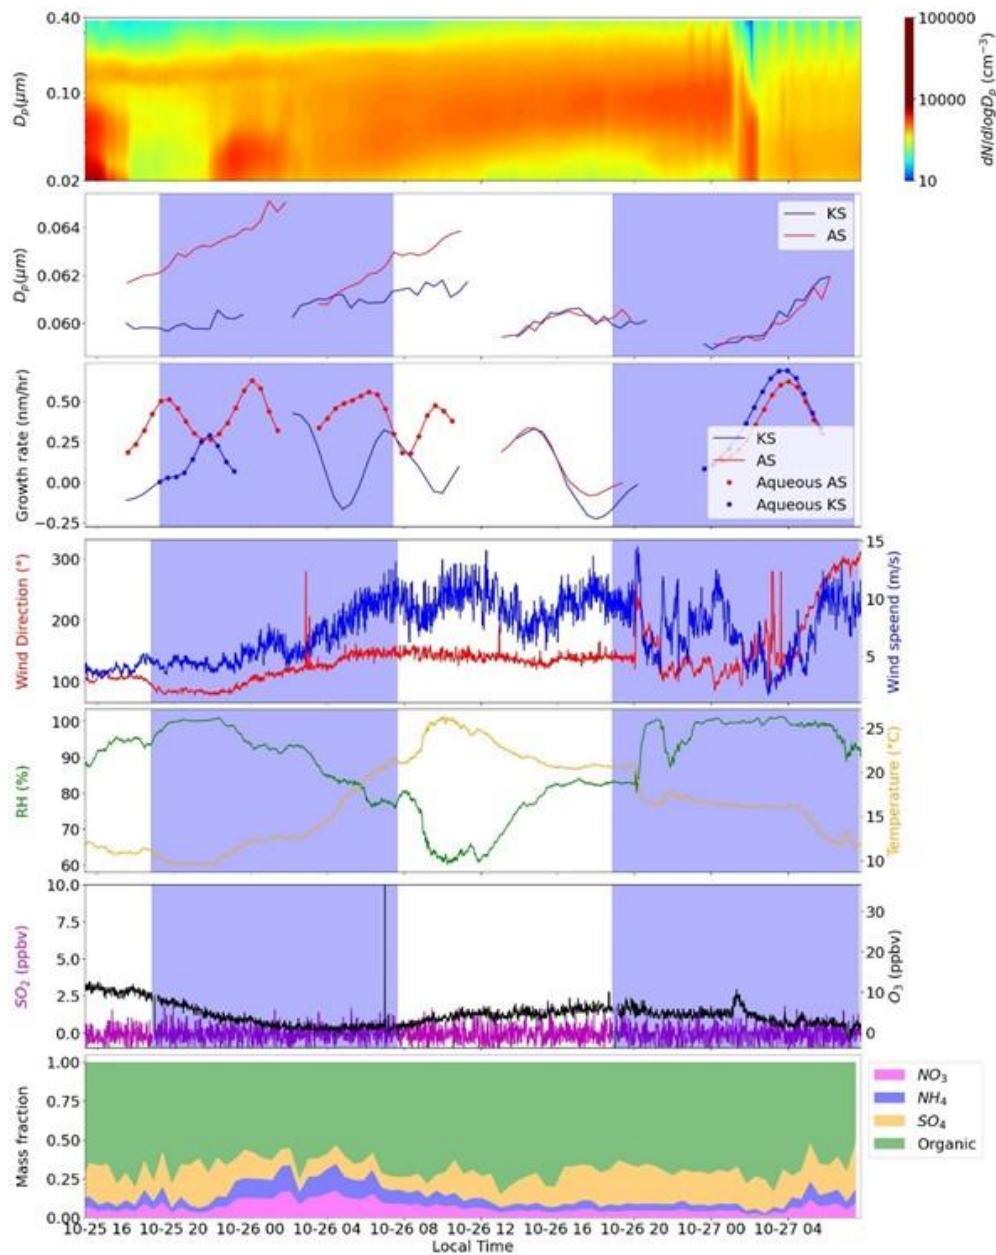 0.40
D_p(μm)
0.10
0.02
100000
10000
10
dN/dlogD_p (cm⁻³)
0.064
0.062
0.060
D_p(μm)
KS
AS
0.50
0.25
0.00
−0.25
Growth rate (nm/hr)
KS
AS
Aqueous AS
Aqueous KS
300
200
100
Wind Direction (°)
15
10
5
Wind speend (m/s)
100
90
80
70
60
RH (%)
25
20
15
10
Temperature (°C)
10.0
7.5
5.0
2.5
0.0
SO₂ (ppbv)
30
20
10
0
O₃ (ppbv)
1.00
0.75
0.50
0.25
0.00
Mass fraction
NO₃
NH₄
SO₄
Organic
10-25 16 10-25 20 10-26 00 10-26 04 10-26 08 10-26 12 10-26 16 10-26 20 10-27 00 10-27 04
Local Time